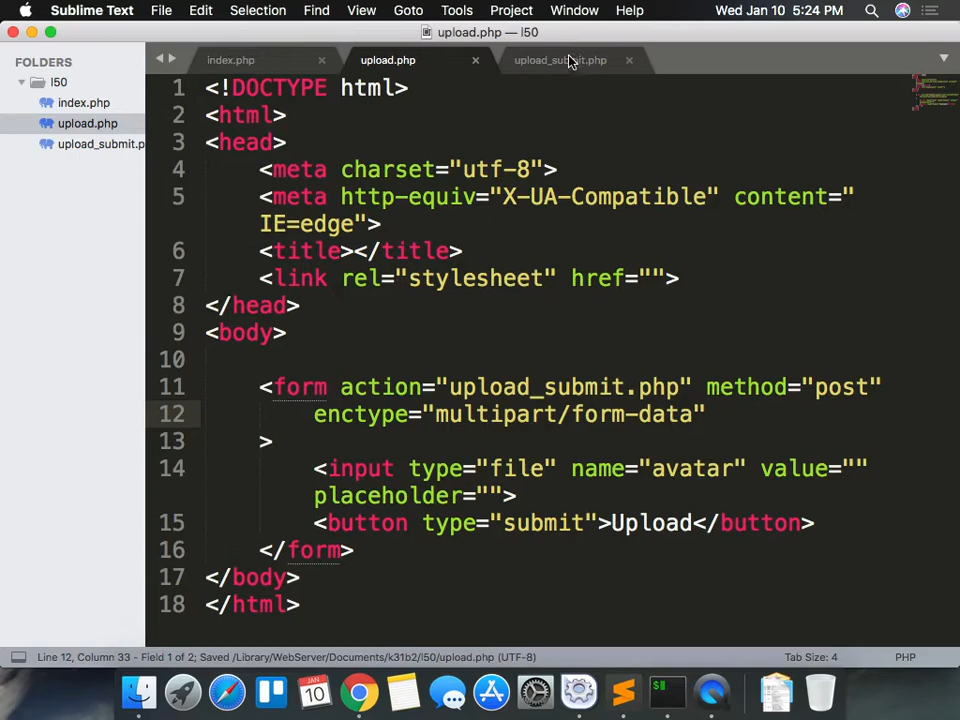 Sublime Text File Edit Selection Find View Goto Tools Project Window Help Wed Jan 10 5:24 PM
upload.php — l50
FOLDERS
l50
index.php
upload.php
upload_submit.p
index.php × upload.php × upload_submit.php ×
1 <!DOCTYPE html>
2 <html>
3 <head>
4 <meta charset="utf-8">
5 <meta http-equiv="X-UA-Compatible" content="
IE=edge">
6 <title></title>
7 <link rel="stylesheet" href="">
8 </head>
9 <body>
10
11 <form action="upload_submit.php" method="post"
12 enctype="multipart/form-data"
13 >
14 <input type="file" name="avatar" value=""
placeholder="">
15 <button type="submit">Upload</button>
16 </form>
17 </body>
18 </html>
Line 12, Column 33 - Field 1 of 2; Saved /Library/WebServer/Documents/k31b2/l50/upload.php (UTF-8) Tab Size: 4 PHP
JAN
10
$